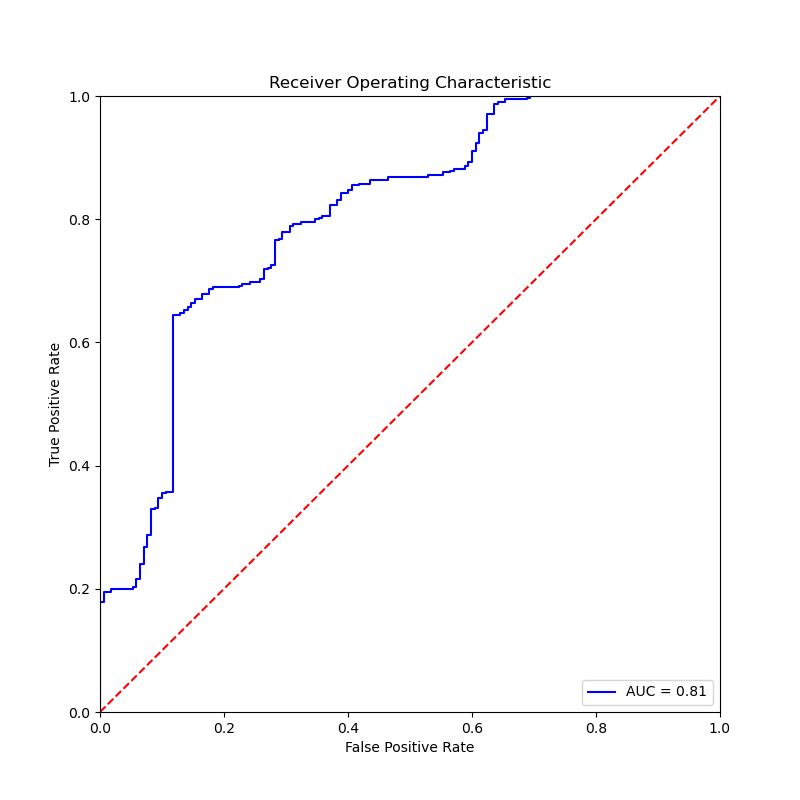 Receiver Operating Characteristic
1.0
0.8
0.6
0.4
0.2
0.0
True Positive Rate
AUC = 0.81
0.0 0.2 0.4 0.6 0.8 1.0
False Positive Rate